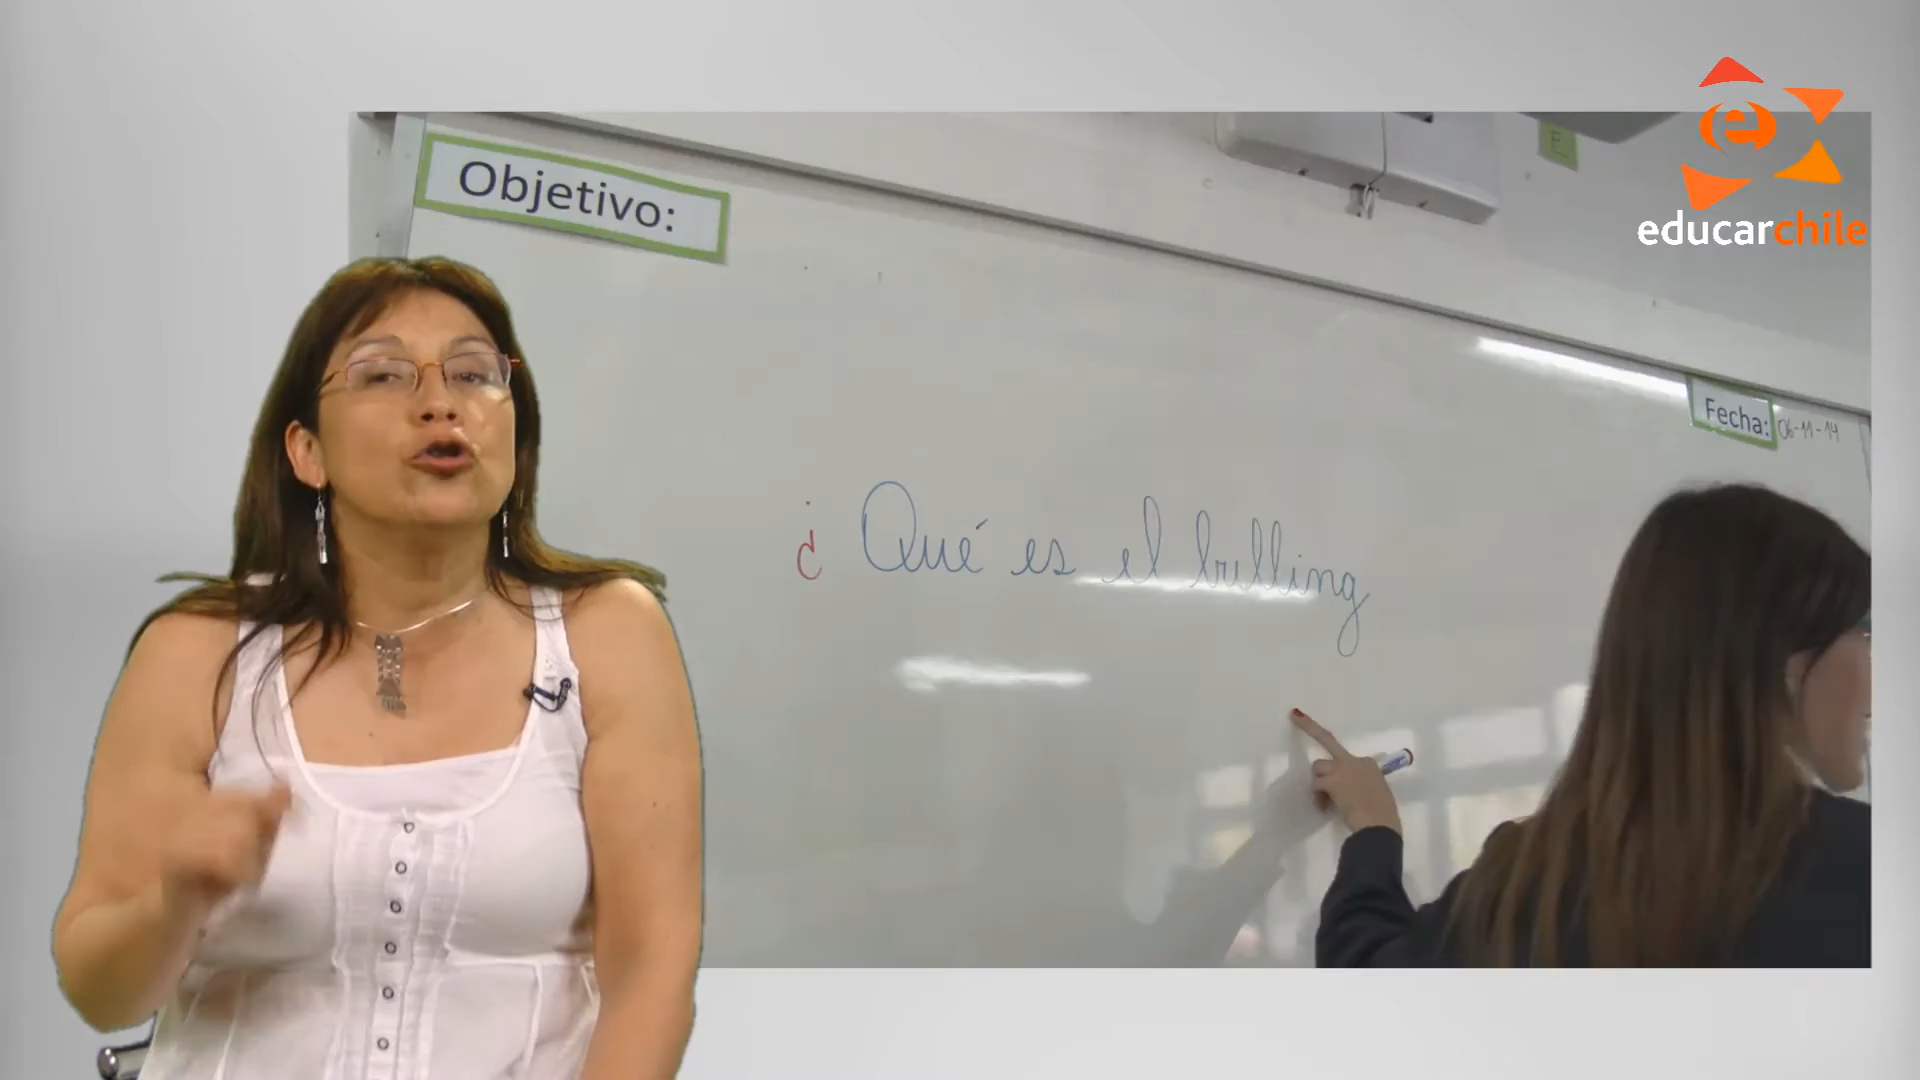 Objetivo:
educarchile
E
Fecha: 06-11-14
¿ Qué es el bulling